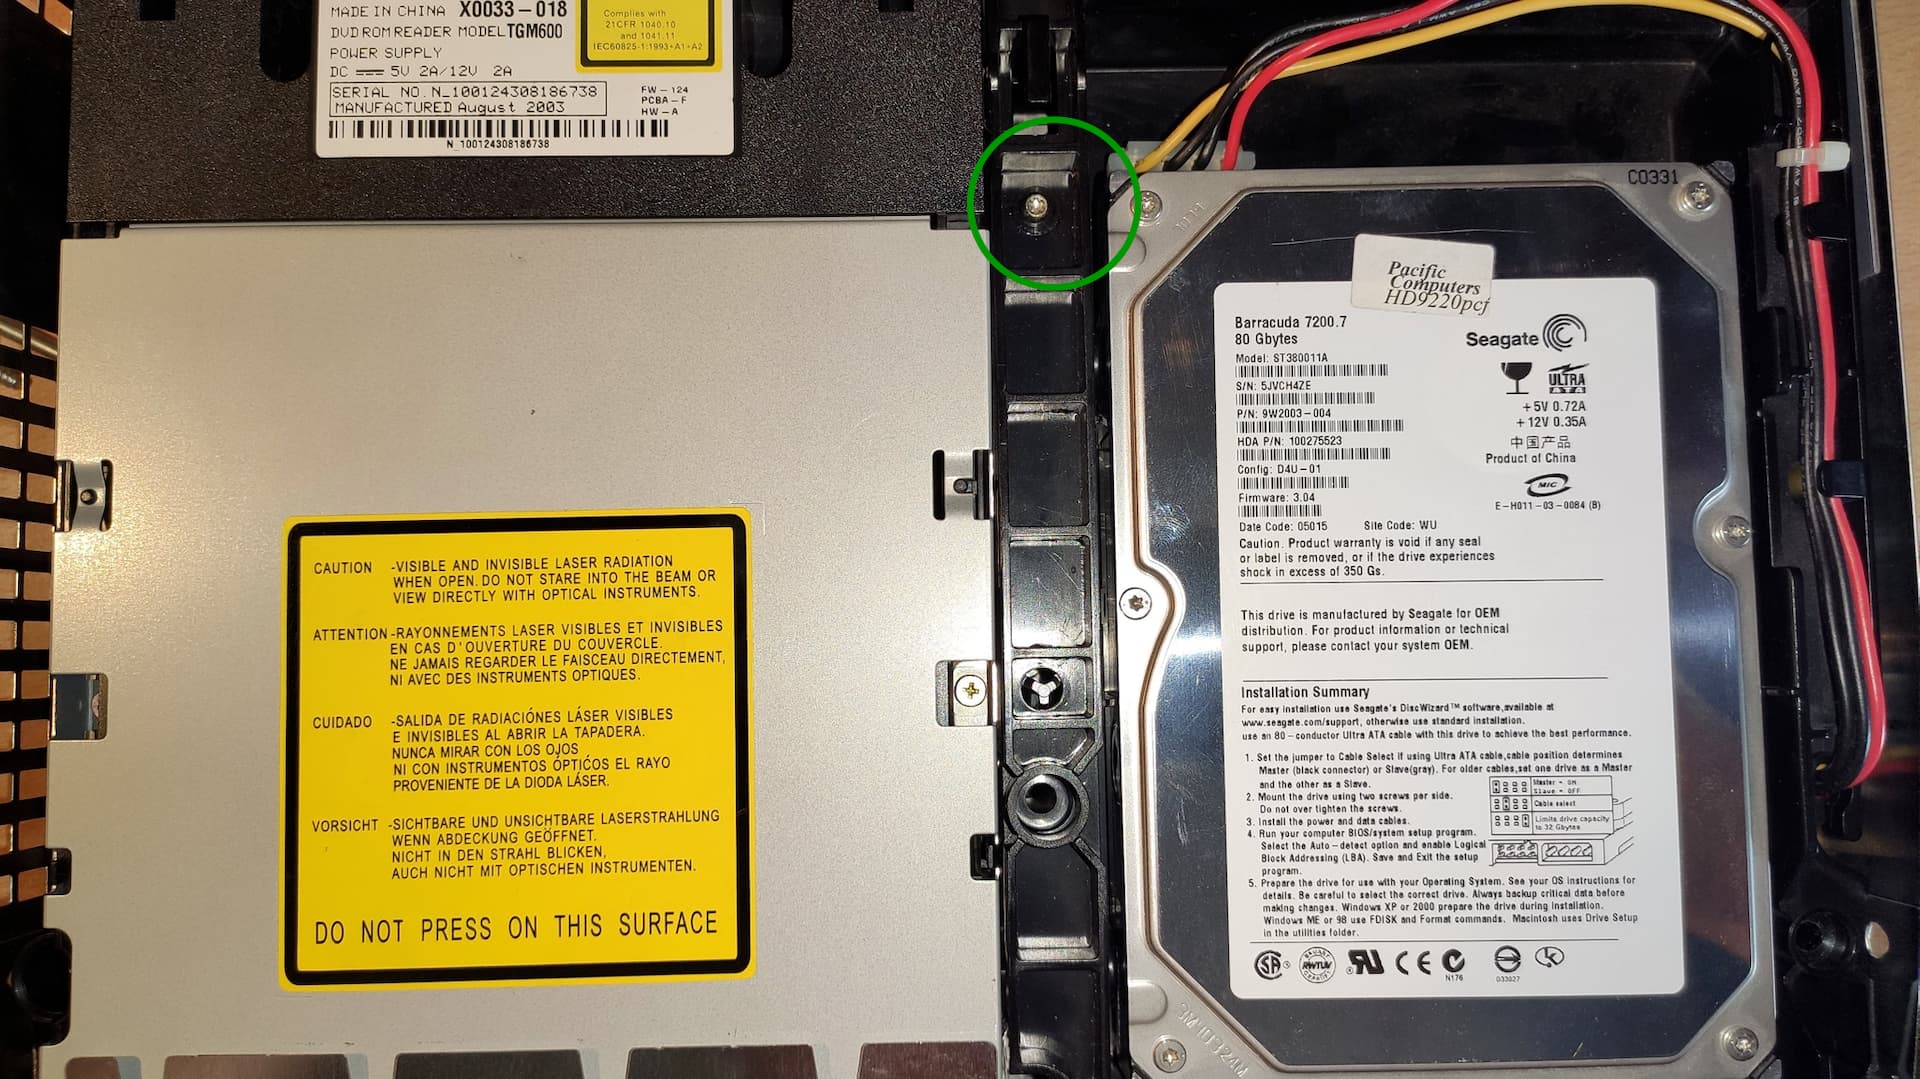 MADE IN CHINA X0033-018
DVD ROM READER MODEL TGM600
POWER SUPPLY
DC 5V 2A/12V 2A
SERIAL NO. N_100124308186738
MANUFACTURED August 2003
N_100124308186738
FW-124
PCBA-F
HW-A
Complies with
21CFR 1040.10
and 1041.11
IEC60825-1:1993+A1+A2
CAUTION -VISIBLE AND INVISIBLE LASER RADIATION
WHEN OPEN. DO NOT STARE INTO THE BEAM OR
VIEW DIRECTLY WITH OPTICAL INSTRUMENTS.
ATTENTION -RAYONNEMENTS LASER VISIBLES ET INVISIBLES
EN CAS D'OUVERTURE DU COUVERCLE.
NE JAMAIS REGARDER LE FAISCEAU DIRECTEMENT,
NI AVEC DES INSTRUMENTS OPTIQUES.
CUIDADO -SALIDA DE RADIACIÓNES LÁSER VISIBLES
E INVISIBLES AL ABRIR LA TAPADERA.
NUNCA MIRAR CON LOS OJOS
NI CON INSTRUMENTOS ÓPTIĆOS EL RAYO
PROVENIENTE DE LA DIODA LÁSER.
VORSICHT -SICHTBARE UND UNSICHTBARE LASERSTRAHLUNG
WENN ABDECKUNG GEÖFFNET.
NICHT IN DEN STRAHL BLICKEN,
AUCH NICHT MIT OPTISCHEN INSTRUMENTEN.
DO NOT PRESS ON THIS SURFACE
C0331
Pacific
Computers
HD9220pcf
Barracuda 7200.7
80 Gbytes
Model: ST380011A
S/N: 5JVCH4ZE
P/N: 9W2003-004
HDA P/N: 100275523
Config: D4U-01
Firmware: 3.04
Date Code: 05015 Site Code: WU
Seagate
ULTRA
ATA
+5V 0.72A
+12V 0.35A
中国产品
Product of China
MIC
E-H011-03-0084 (B)
Caution. Product warranty is void if any seal
or label is removed, or if the drive experiences
shock in excess of 350 Gs.
This drive is manufactured by Seagate for OEM
distribution. For product information or technical
support, please contact your system OEM.
Installation Summary
For easy installation use Seagate's DiscWizard™ software,available at
www.seagate.com/support, otherwise use standard installation.
use an 80-conductor Ultra ATA cable with this drive to achieve the best performance.
1. Set the jumper to Cable Select if using Ultra ATA cable,cable position determines
Master (black connector) or Slave(gray). For older cables,set one drive as a Master
and the other as a Slave.
2. Mount the drive using two screws per side.
Do not over tighten the screws.
3. Install the power and data cables.
4. Run your computer BIOS/system setup program.
Select the Auto-detect option and enable Logical
Block Addressing (LBA). Save and Exit the setup
program.
Master = ON
Slave = OFF
Cable select
Limits drive capacity
to 32 Gbytes
5. Prepare the drive for use with your Operating System. See your OS instructions for
details. Be careful to select the correct drive. Always backup critical data before
making changes. Windows XP or 2000 prepare the drive during installation.
Windows ME or 98 use FDISK and Format commands. Macintosh uses Drive Setup
in the utilities folder.
N176